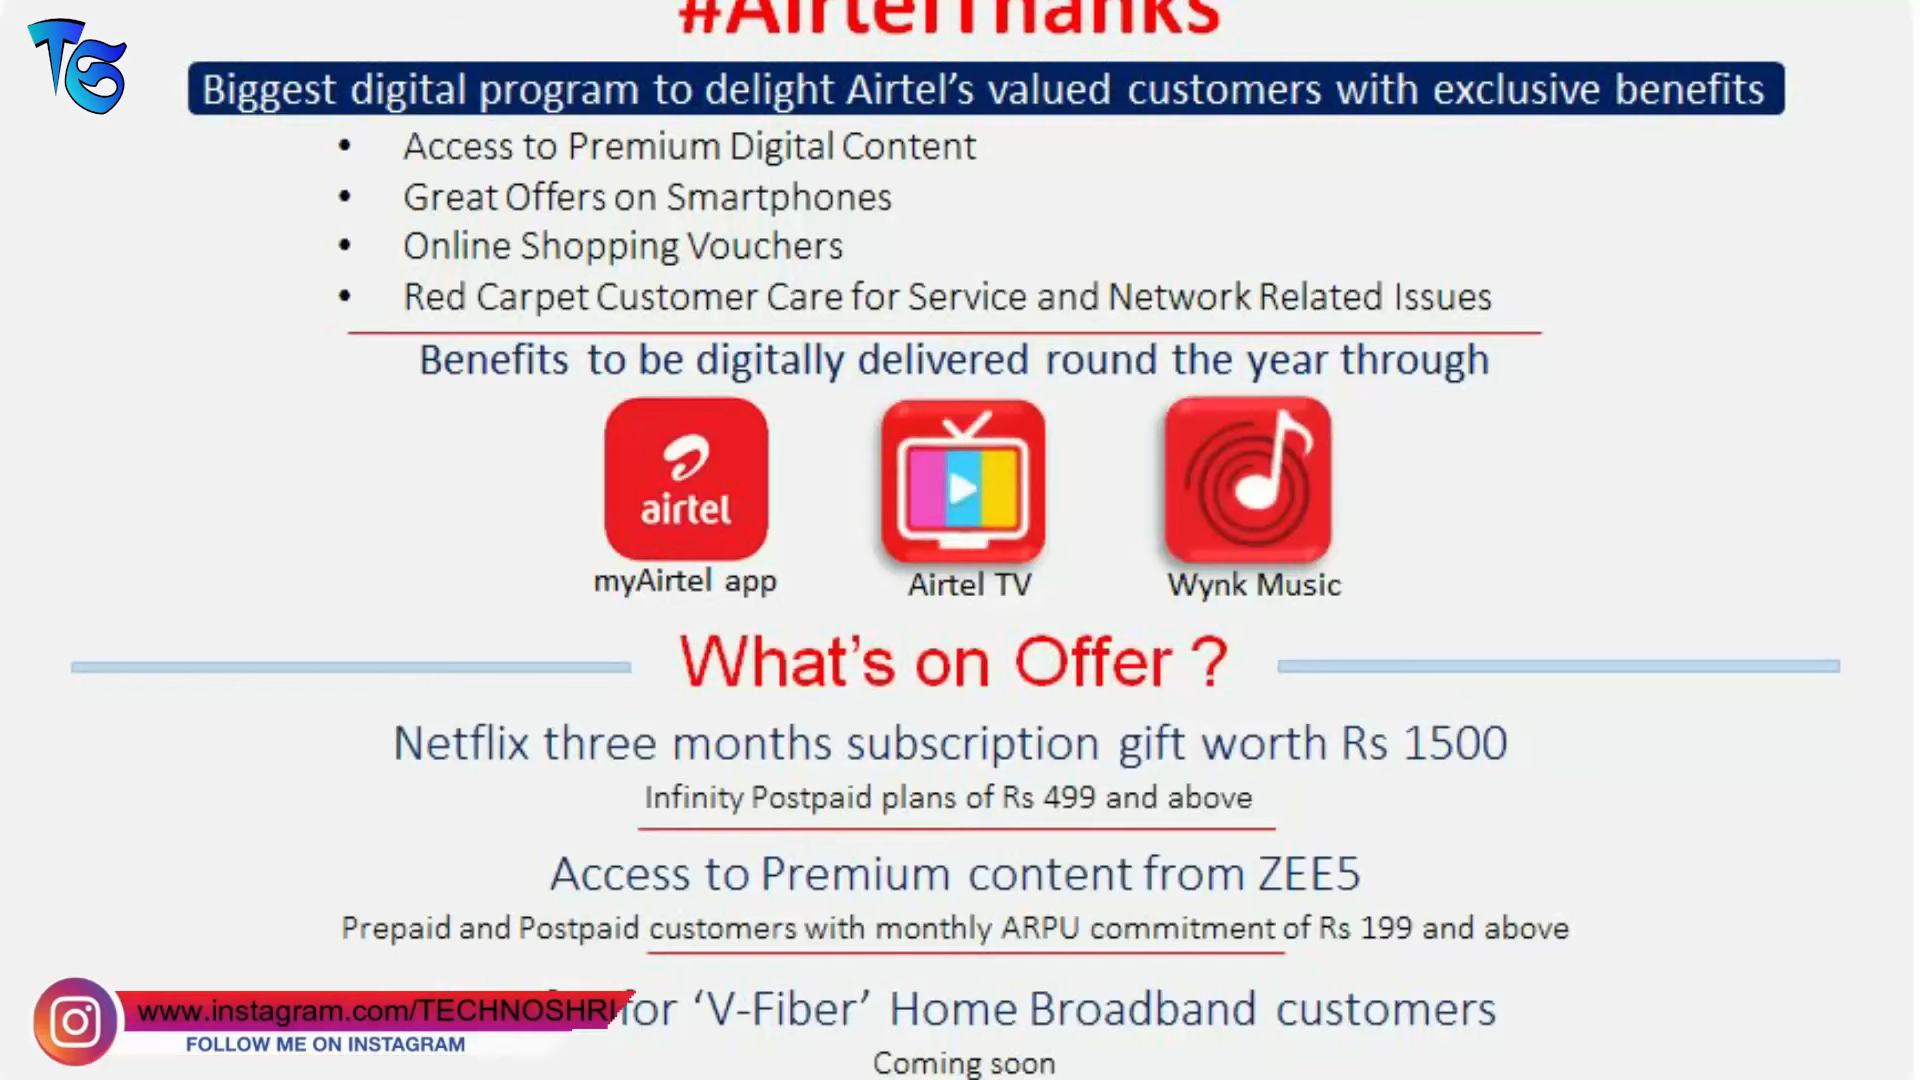 #AirtelThanks
TS
Biggest digital program to delight Airtel's valued customers with exclusive benefits
• Access to Premium Digital Content
• Great Offers on Smartphones
• Online Shopping Vouchers
• Red Carpet Customer Care for Service and Network Related Issues
Benefits to be digitally delivered round the year through
airtel
myAirtel app
Airtel TV
Wynk Music
What's on Offer ?
Netflix three months subscription gift worth Rs 1500
Infinity Postpaid plans of Rs 499 and above
Access to Premium content from ZEE5
Prepaid and Postpaid customers with monthly ARPU commitment of Rs 199 and above
for 'V-Fiber' Home Broadband customers
www.instagram.com/TECHNOSHRI
FOLLOW ME ON INSTAGRAM
Coming soon